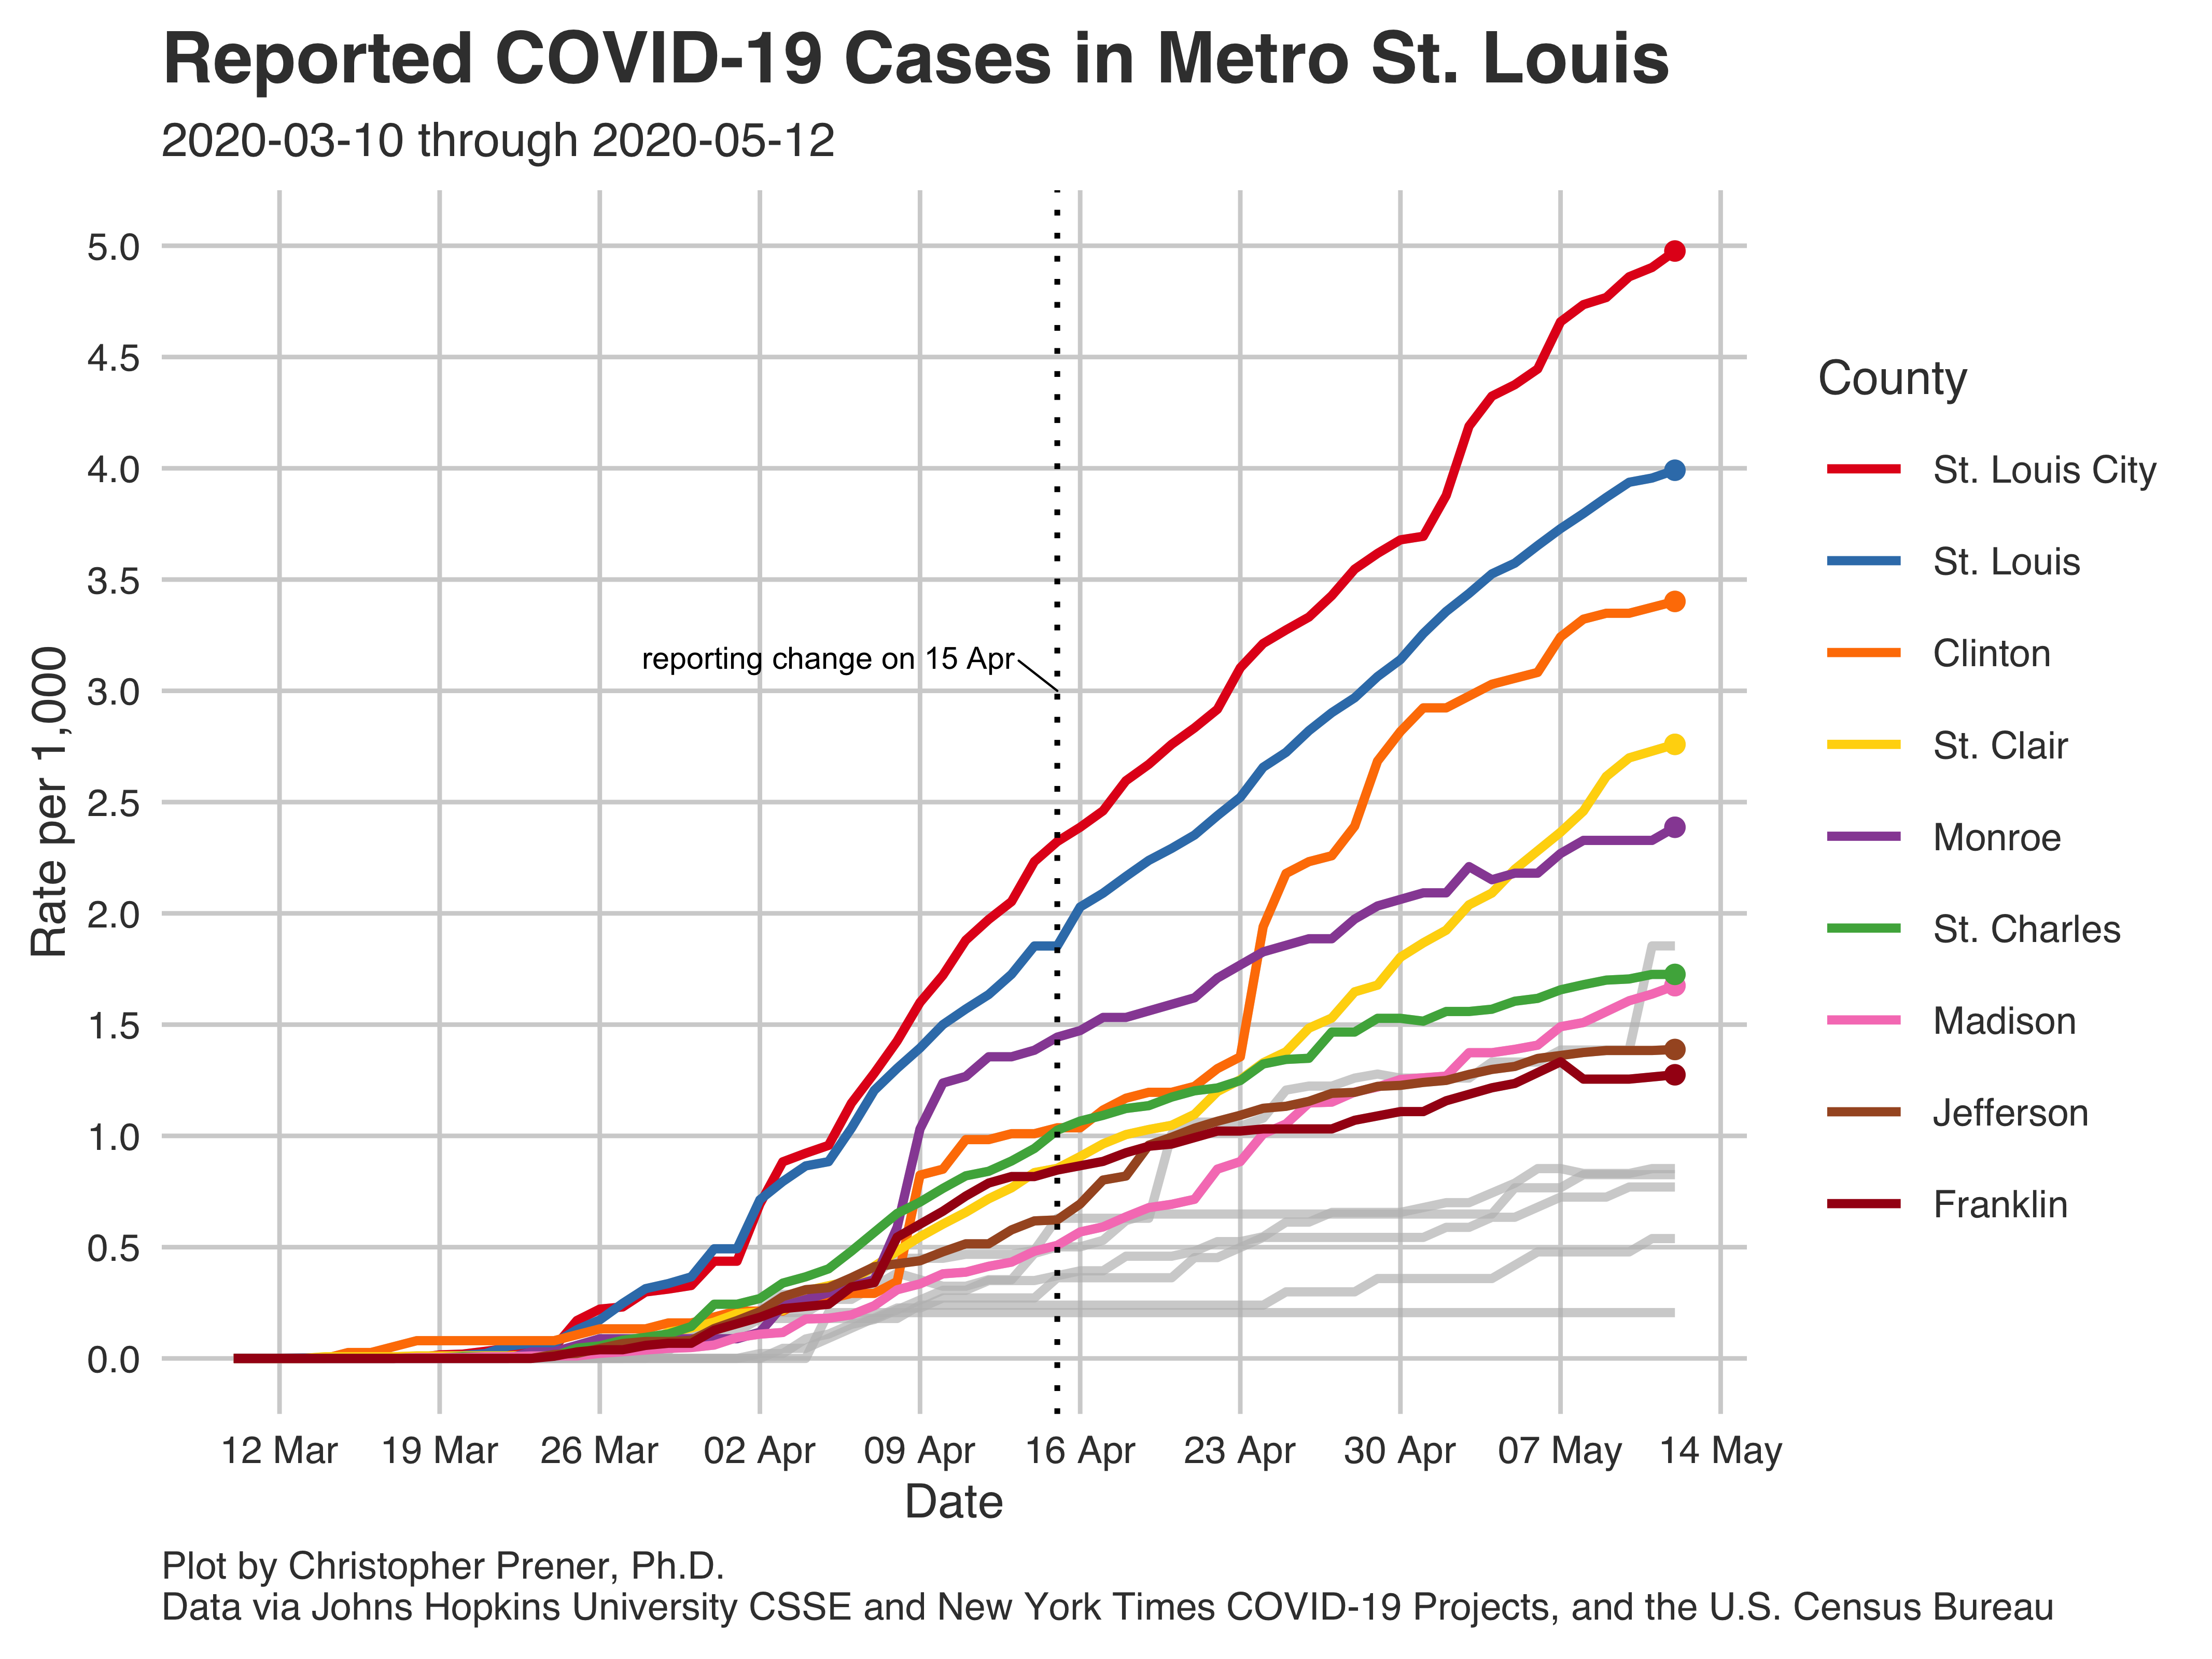 Reported COVID-19 Cases in Metro St. Louis
2020-03-10 through 2020-05-12
Rate per 1,000
5.0
4.5
4.0
3.5
3.0
2.5
2.0
1.5
1.0
0.5
0.0
reporting change on 15 Apr
12 Mar 19 Mar 26 Mar 02 Apr 09 Apr 16 Apr 23 Apr 30 Apr 07 May 14 May
Date
County
St. Louis City
St. Louis
Clinton
St. Clair
Monroe
St. Charles
Madison
Jefferson
Franklin
Plot by Christopher Prener, Ph.D.
Data via Johns Hopkins University CSSE and New York Times COVID-19 Projects, and the U.S. Census Bureau